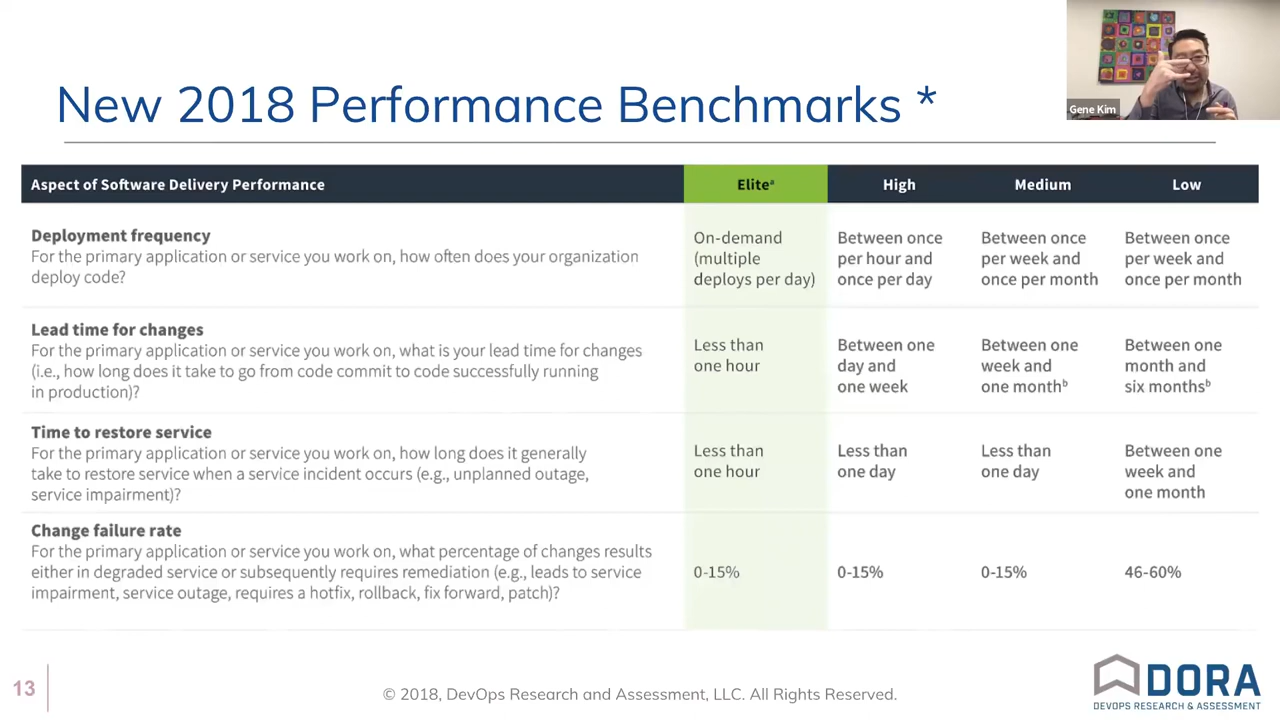 New 2018 Performance Benchmarks *
Gene Kim
Aspect of Software Delivery Performance
Eliteᵃ
High
Medium
Low
Deployment frequency
For the primary application or service you work on, how often does your organization
deploy code?
On-demand
(multiple
deploys per day)
Between once
per hour and
once per day
Between once
per week and
once per month
Between once
per week and
once per month
Lead time for changes
For the primary application or service you work on, what is your lead time for changes
(i.e., how long does it take to go from code commit to code successfully running
in production)?
Less than
one hour
Between one
day and
one week
Between one
week and
one monthᵇ
Between one
month and
six monthsᵇ
Time to restore service
For the primary application or service you work on, how long does it generally
take to restore service when a service incident occurs (e.g., unplanned outage,
service impairment)?
Less than
one hour
Less than
one day
Less than
one day
Between one
week and
one month
Change failure rate
For the primary application or service you work on, what percentage of changes results
either in degraded service or subsequently requires remediation (e.g., leads to service
impairment, service outage, requires a hotfix, rollback, fix forward, patch)?
0-15%
0-15%
0-15%
46-60%
13
© 2018, DevOps Research and Assessment, LLC. All Rights Reserved.
DORA
DEVOPS RESEARCH & ASSESSMENT